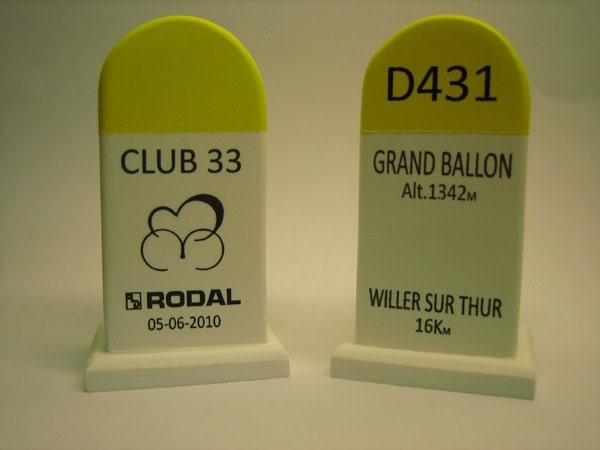 CLUB 33
RODAL
05-06-2010
D431
GRAND BALLON
Alt.1342M
WILLER SUR THUR
16KM